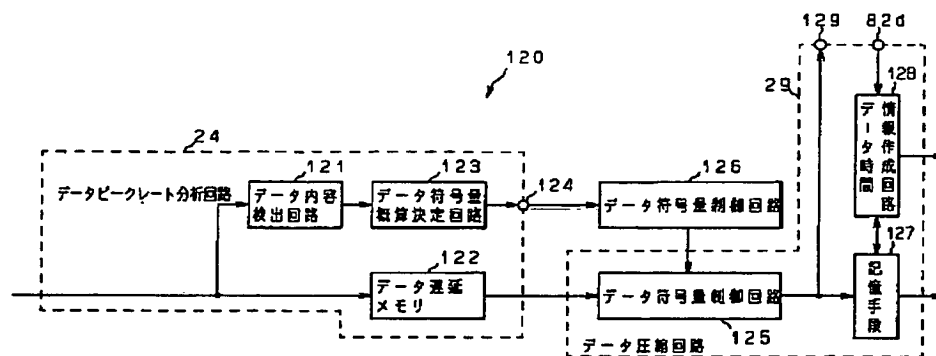 129
82d
120
128
29
データ時間
情報作成回路
24
121
123
124
126
データピークレート分析回路
データ内容
検出回路
データ符号量
概算決定回路
データ符号量制御回路
127
122
データ遅延
メモリ
データ符号量制御回路
記憶手段
125
データ圧縮回路